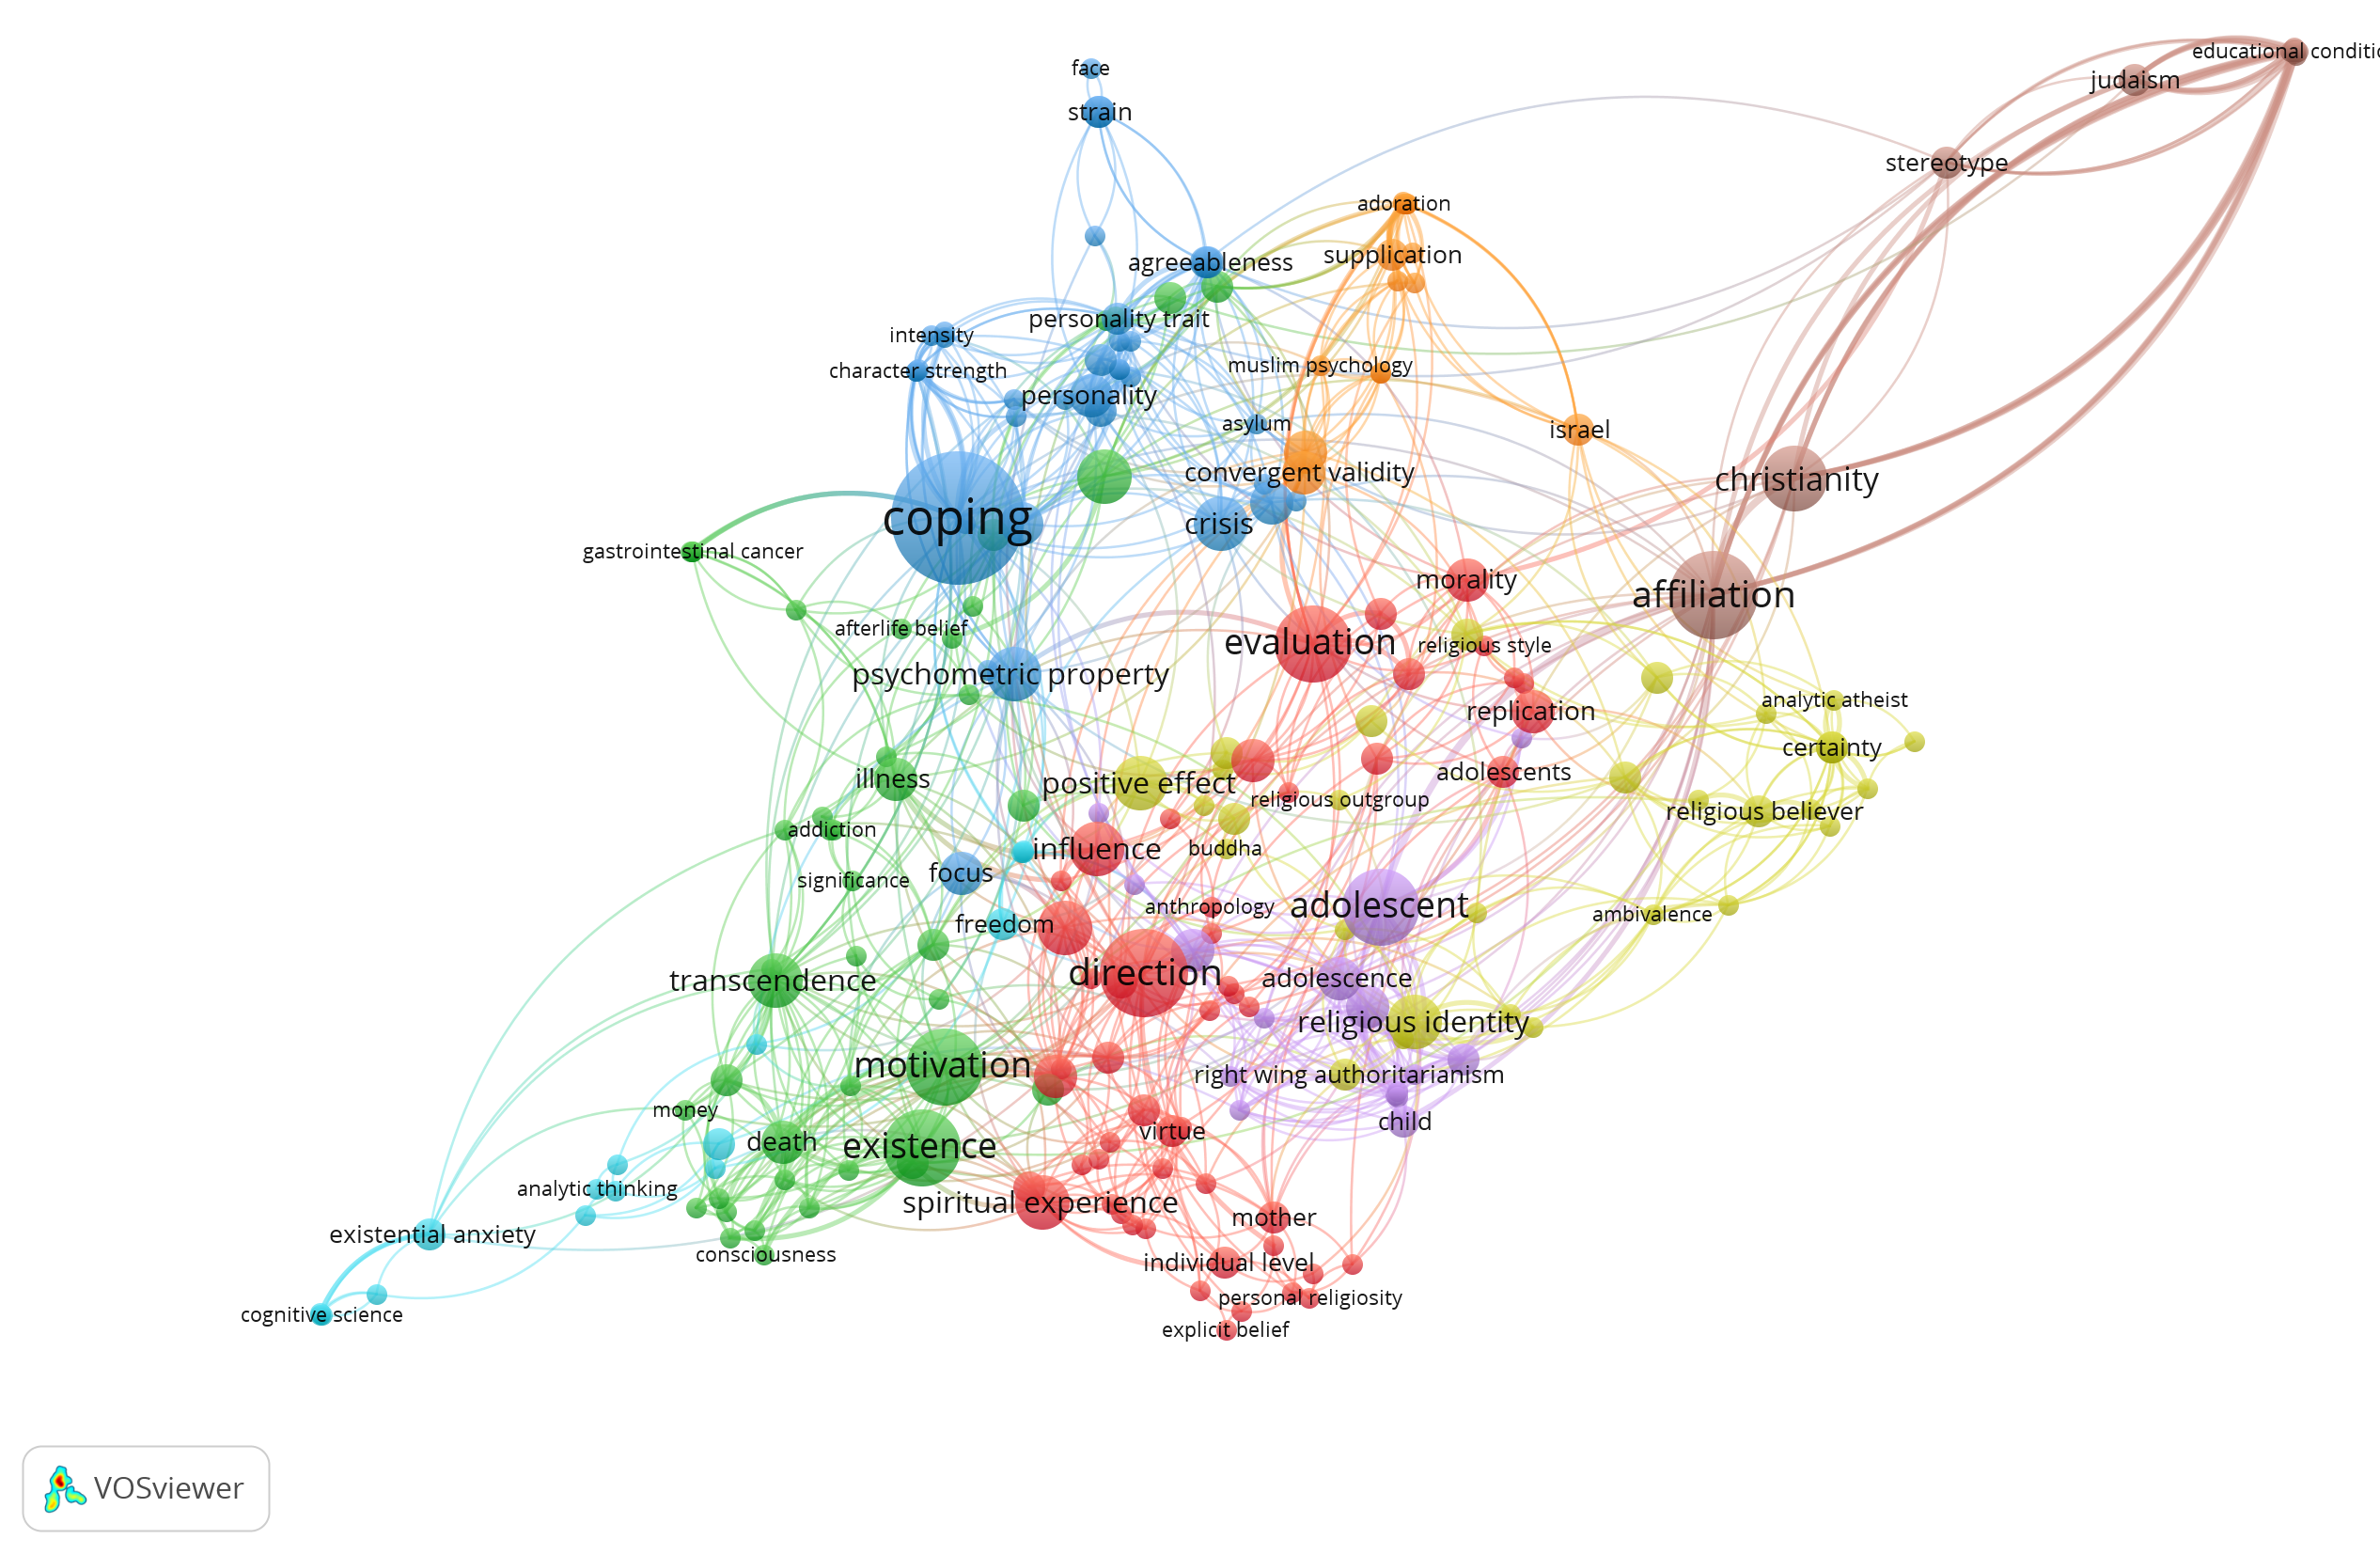 educational conditio
face
judaism
strain
stereotype
adoration
supplication
agreeableness
personality trait
intensity
muslim psychology
character strength
personality
asylum
israel
convergent validity
christianity
coping
crisis
gastrointestinal cancer
morality
affiliation
afterlife belief
evaluation
religious style
psychometric property
analytic atheist
replication
certainty
adolescents
illness
positive effect
religious outgroup
religious believer
addiction
influence
buddha
focus
significance
anthropology
adolescent
ambivalence
freedom
direction
transcendence
adolescence
religious identity
motivation
right wing authoritarianism
money
child
virtue
death
existence
analytic thinking
spiritual experience
mother
existential anxiety
consciousness
individual level
personal religiosity
cognitive science
explicit belief
VOSviewer